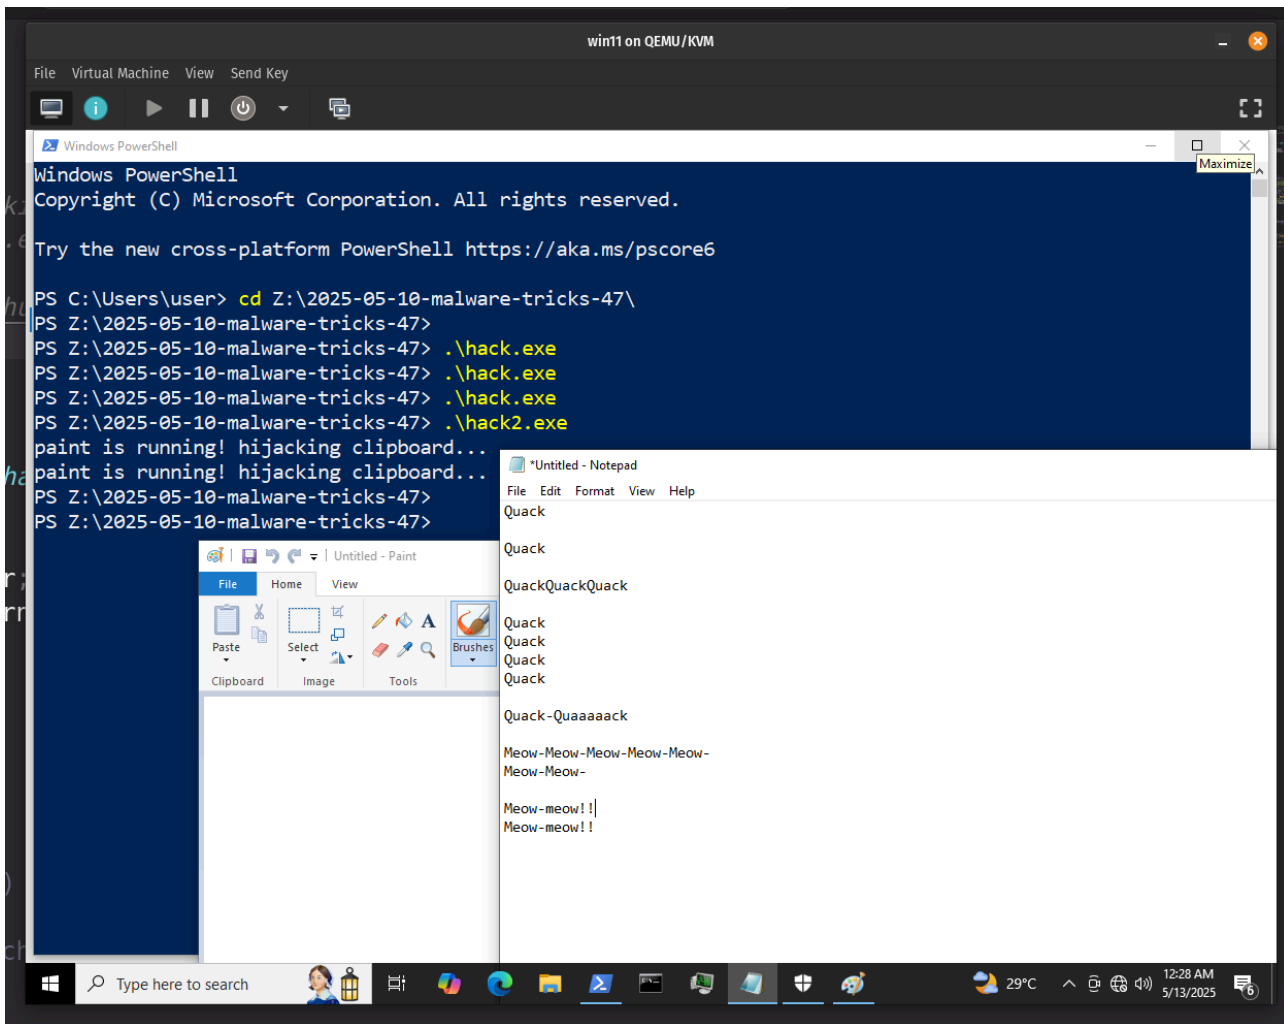 win11 on QEMU/KVM
File Virtual Machine View Send Key
Windows PowerShell
Maximize
Windows PowerShell
Copyright (C) Microsoft Corporation. All rights reserved.
Try the new cross-platform PowerShell https://aka.ms/pscore6
PS C:\Users\user> cd Z:\2025-05-10-malware-tricks-47\
PS Z:\2025-05-10-malware-tricks-47>
PS Z:\2025-05-10-malware-tricks-47> .\hack.exe
PS Z:\2025-05-10-malware-tricks-47> .\hack.exe
PS Z:\2025-05-10-malware-tricks-47> .\hack.exe
PS Z:\2025-05-10-malware-tricks-47> .\hack2.exe
paint is running! hijacking clipboard...
paint is running! hijacking clipboard...
PS Z:\2025-05-10-malware-tricks-47>
PS Z:\2025-05-10-malware-tricks-47>
*Untitled - Notepad
File Edit Format View Help
Quack
Quack
QuackQuackQuack
Quack
Quack
Quack
Quack
Quack-Quaaaaack
Meow-Meow-Meow-Meow-Meow-
Meow-Meow-
Meow-meow!!
Meow-meow!!
Untitled - Paint
File Home View
Paste
Select
Brushes
Clipboard
Image
Tools
Type here to search
29°C
12:28 AM
5/13/2025
6